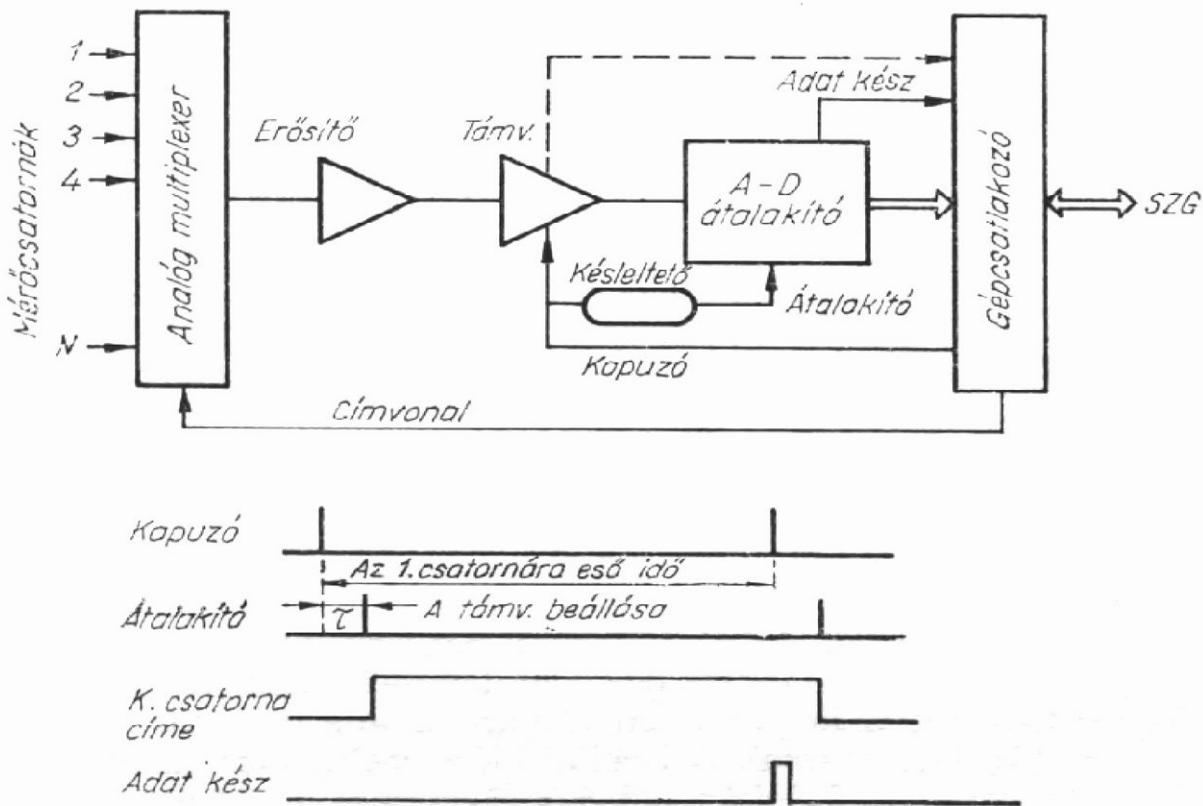 Mérőcsatornák
1
2
3
4
N
Analóg multiplexer
Erősítő
Támv.
Adat kész
A-D
átalakító
Késleltető
Átalakító
Kapuzó
Gépcsatlakozó
SZG
Címvonal
Kapuzó
Az 1. csatornára eső idő
Átalakító
τ
A támv. beállása
K. csatorna
címe
Adat kész